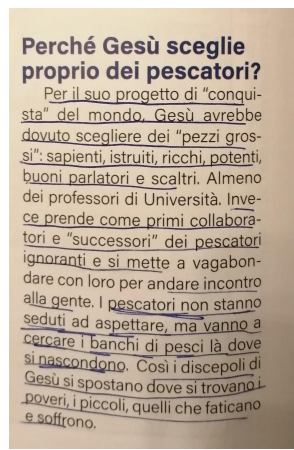 Perché Gesù sceglie
proprio dei pescatori?
Per il suo progetto di “conqui-
sta” del mondo, Gesù avrebbe
dovuto scegliere dei “pezzi gros-
si”: sapienti, istruiti, ricchi, potenti,
buoni parlatori e scaltri. Almeno
dei professori di Università. Inve-
ce prende come primi collabora-
tori e “successori” dei pescatori
ignoranti e si mette a vagabon-
dare con loro per andare incontro
alla gente. I pescatori non stanno
seduti ad aspettare, ma vanno a
cercare i banchi di pesci là dove
si nascondono. Così i discepoli di
Gesù si spostano dove si trovano i
poveri, i piccoli, quelli che faticano
e soffrono.